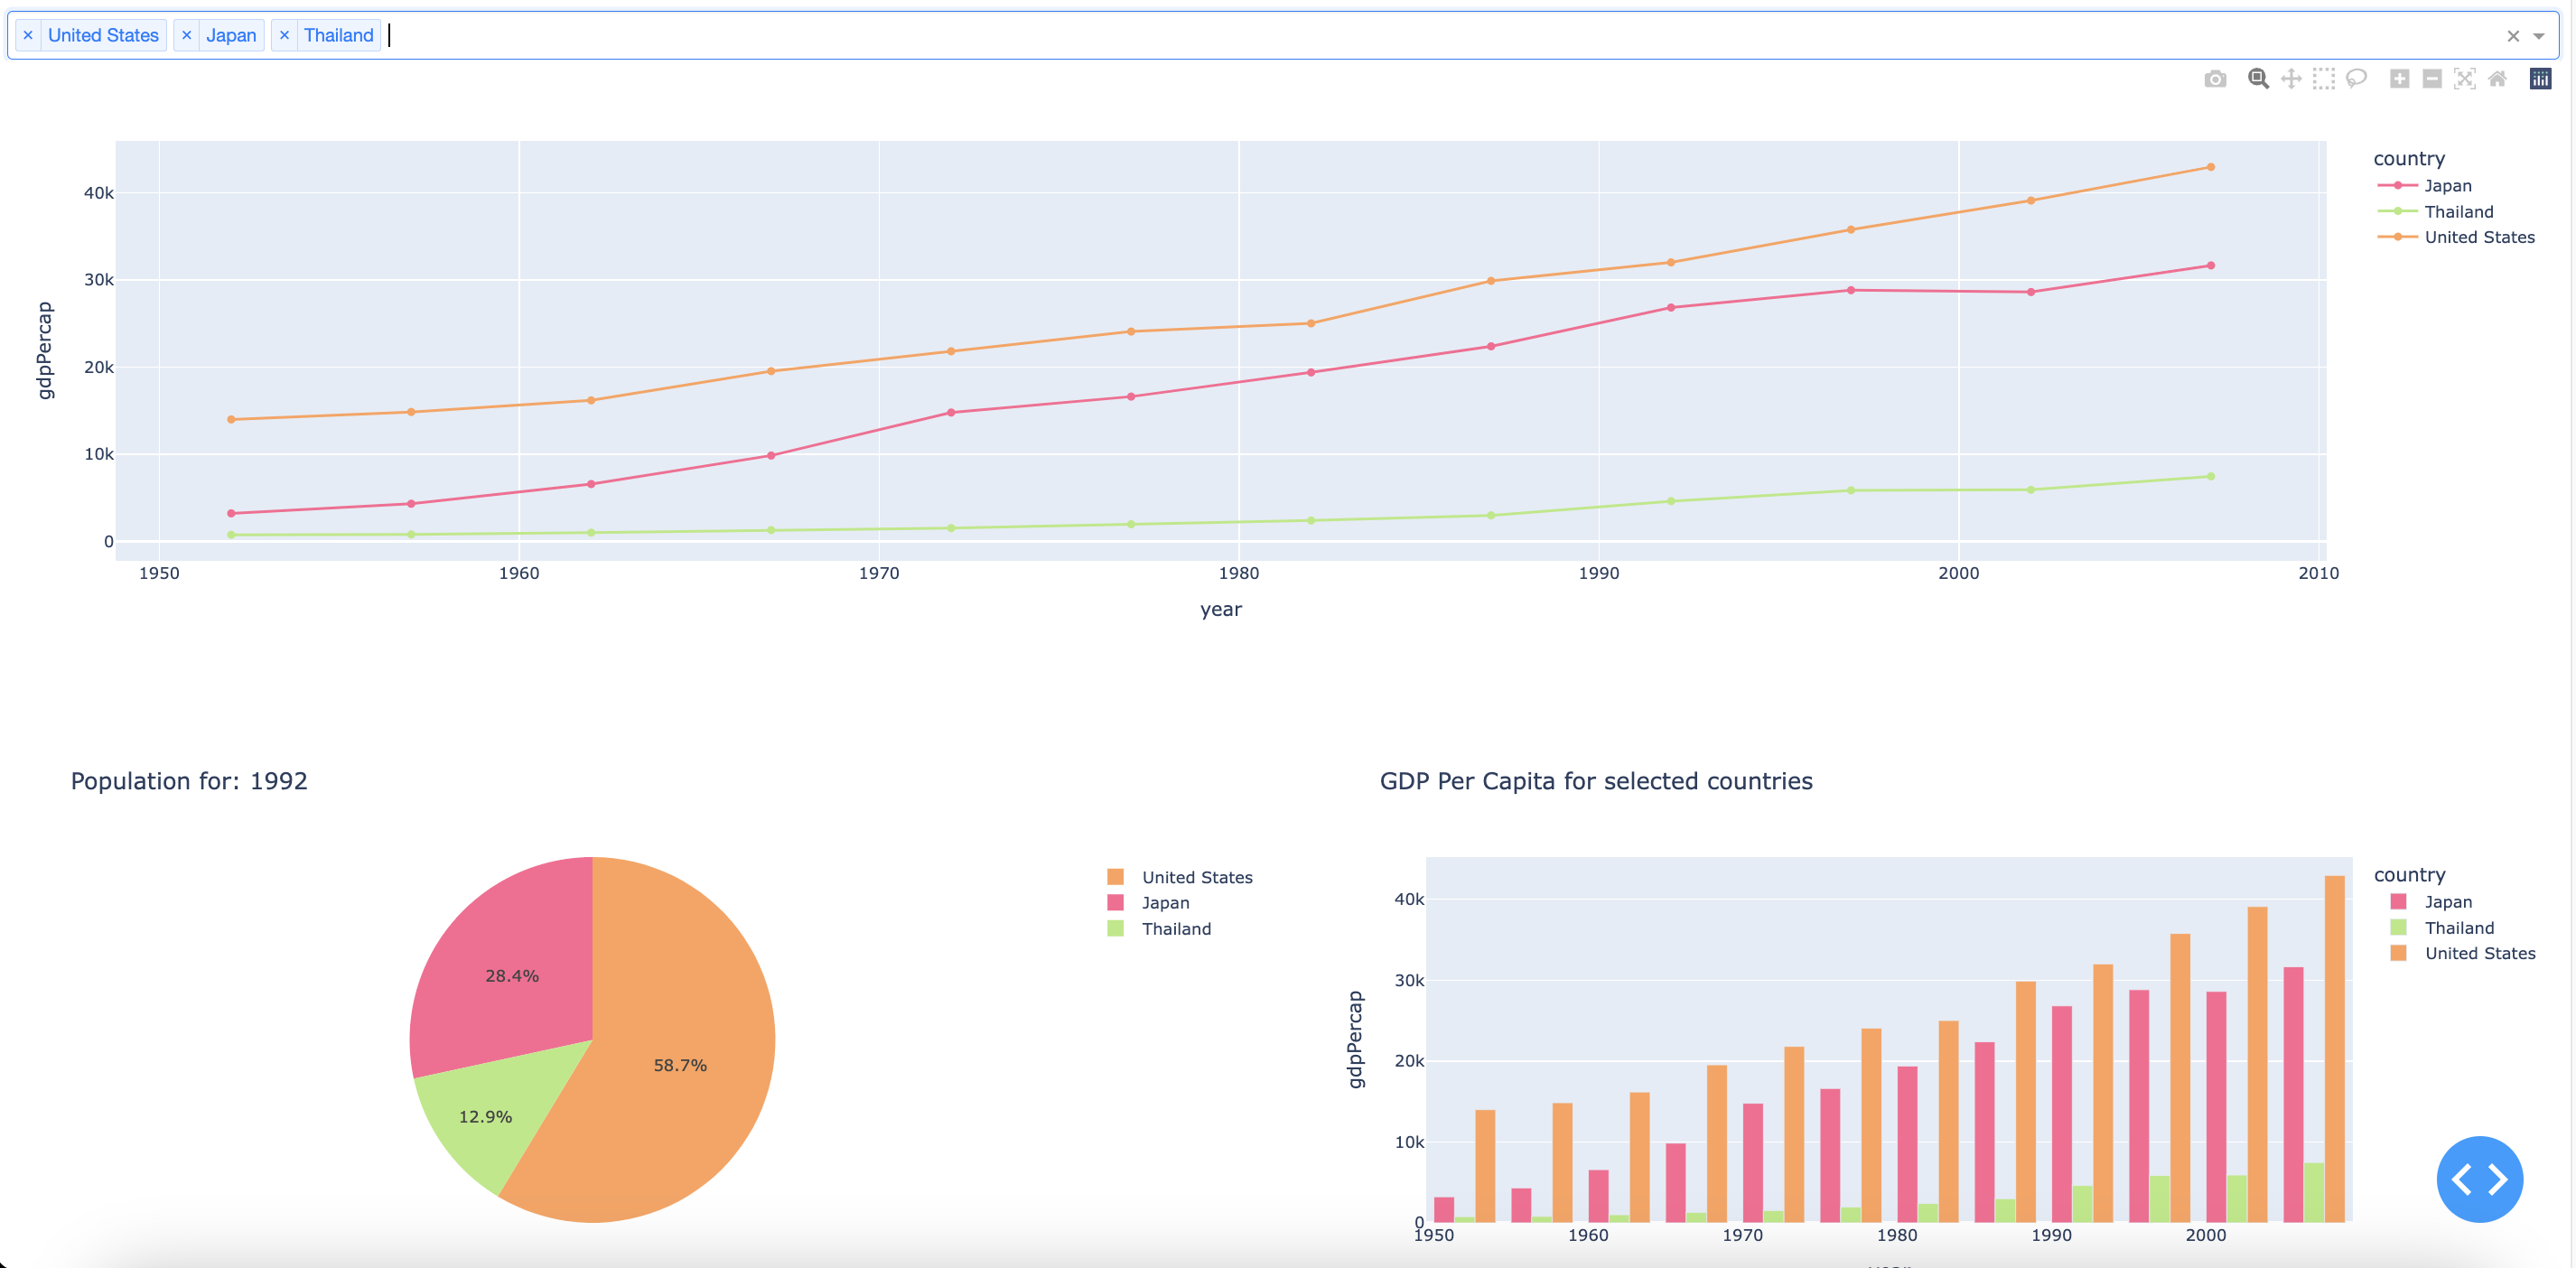 × United States × Japan × Thailand
country
Japan
Thailand
United States
40k
30k
20k
10k
0
gdpPercap
1950 1960 1970 1980 1990 2000 2010
year
Population for: 1992
United States
Japan
Thailand
28.4%
58.7%
12.9%
GDP Per Capita for selected countries
country
Japan
Thailand
United States
40k
30k
20k
10k
0
gdpPercap
1950 1960 1970 1980 1990 2000